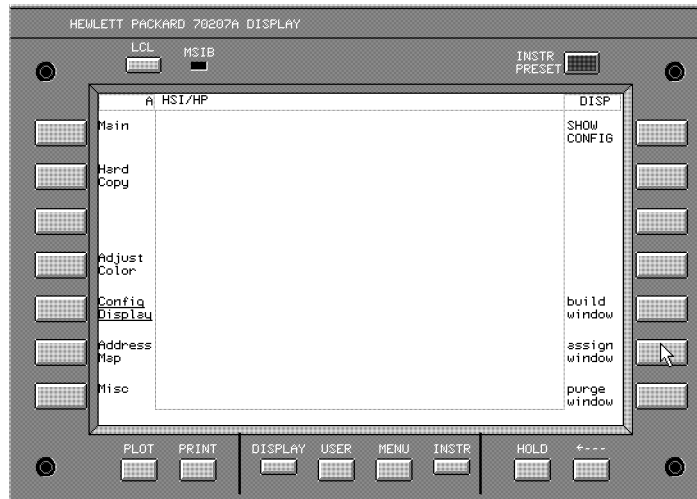 HEWLETT PACKARD 70207A DISPLAY
LCL
MSIB
INSTR
PRESET
A HSI/HP
DISP
Main
SHOW
CONFIG
Hard
Copy
Adjust
Color
Config
Display
build
window
Address
Map
assign
window
Misc
purge
window
PLOT PRINT DISPLAY USER MENU INSTR HOLD ←---